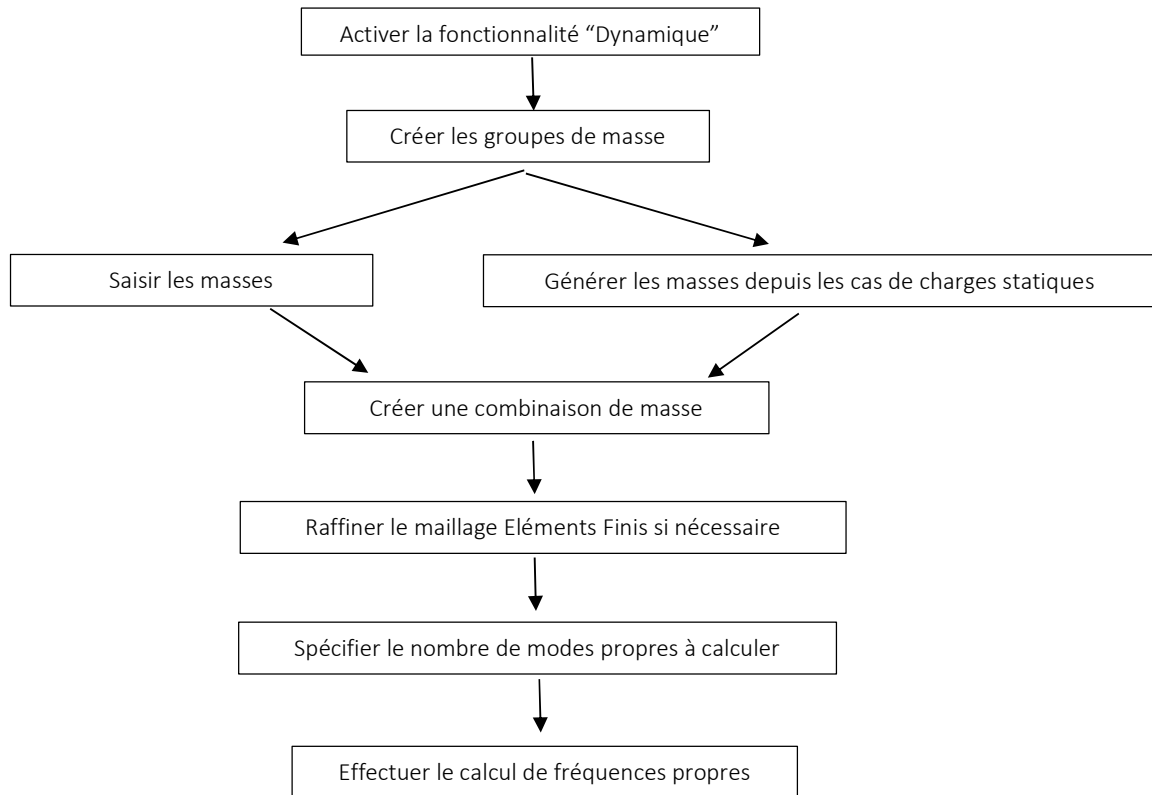 Activer la fonctionnalité “Dynamique”
Créer les groupes de masse
Saisir les masses
Générer les masses depuis les cas de charges statiques
Créer une combinaison de masse
Raffiner le maillage Eléments Finis si nécessaire
Spécifier le nombre de modes propres à calculer
Effectuer le calcul de fréquences propres